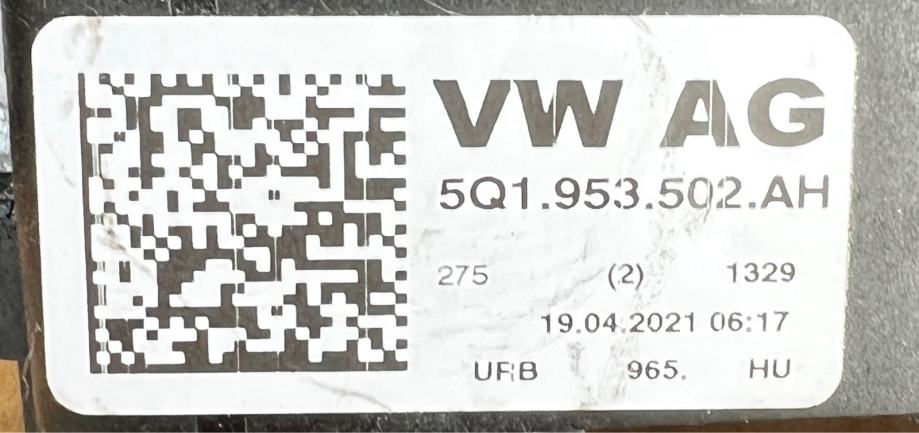 VW AG
5Q1.953.502.AH
275 (2) 1329
19.04.2021 06:17
URB 965. HU